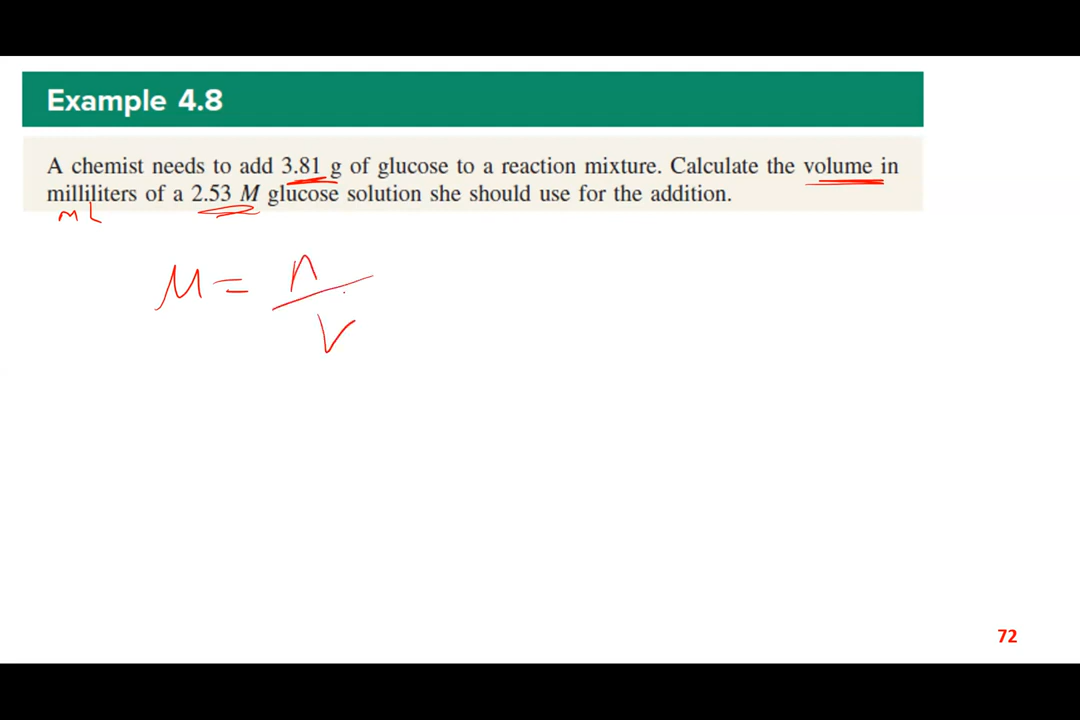 Example 4.8
A chemist needs to add 3.81 g of glucose to a reaction mixture. Calculate the volume in
milliliters of a 2.53 M glucose solution she should use for the addition.
mL
M = n
V
72